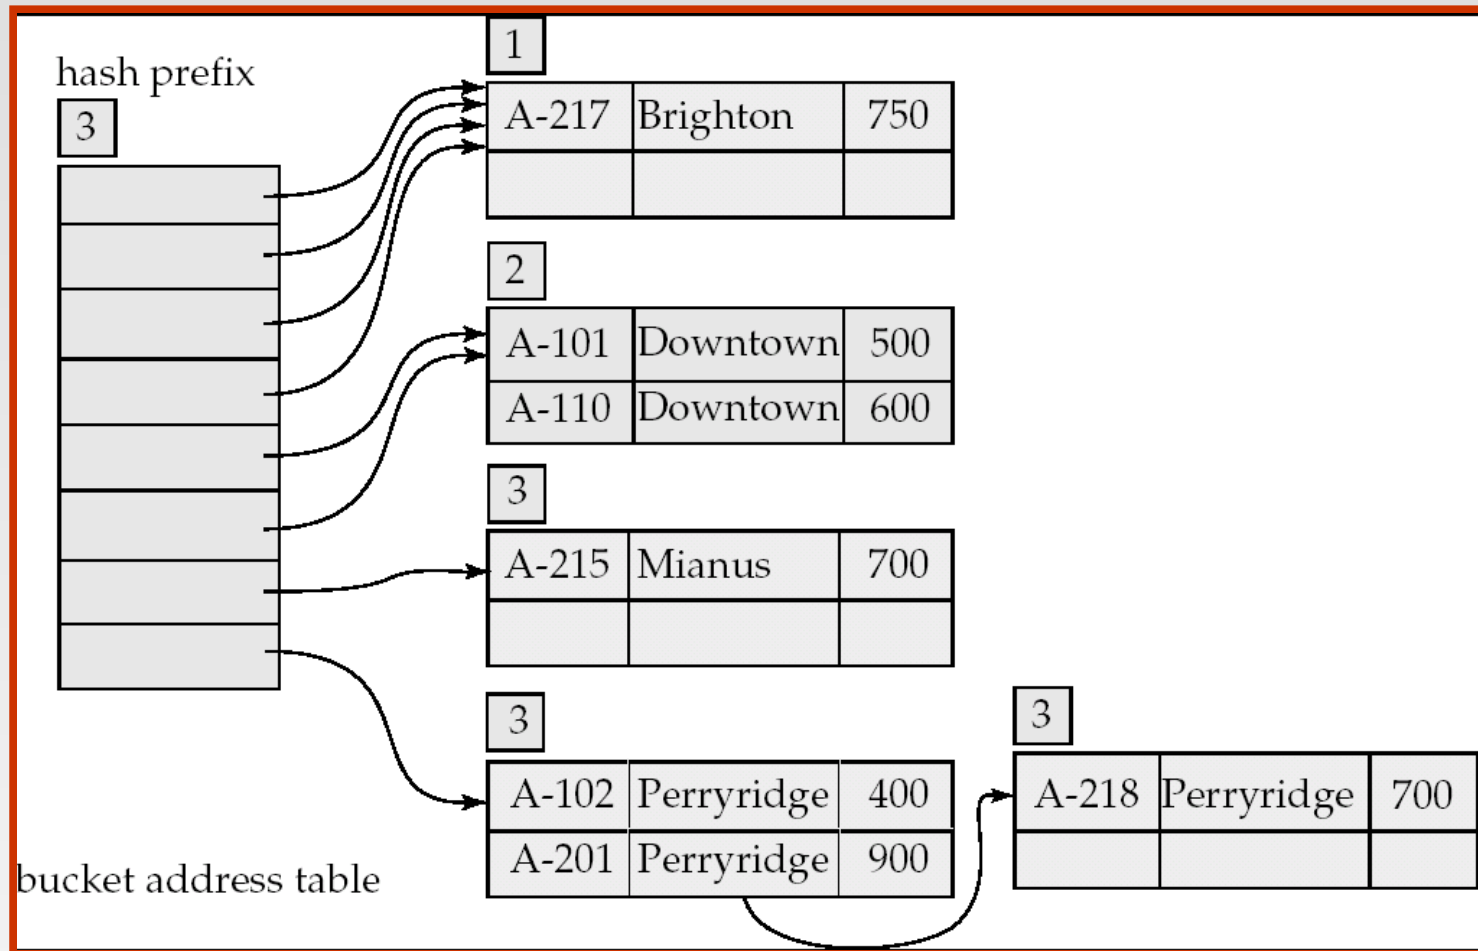 hash prefix
3
1
A-217 Brighton 750
2
A-101 Downtown 500
A-110 Downtown 600
3
A-215 Mianus 700
3
A-102 Perryridge 400
A-201 Perryridge 900
3
A-218 Perryridge 700
bucket address table